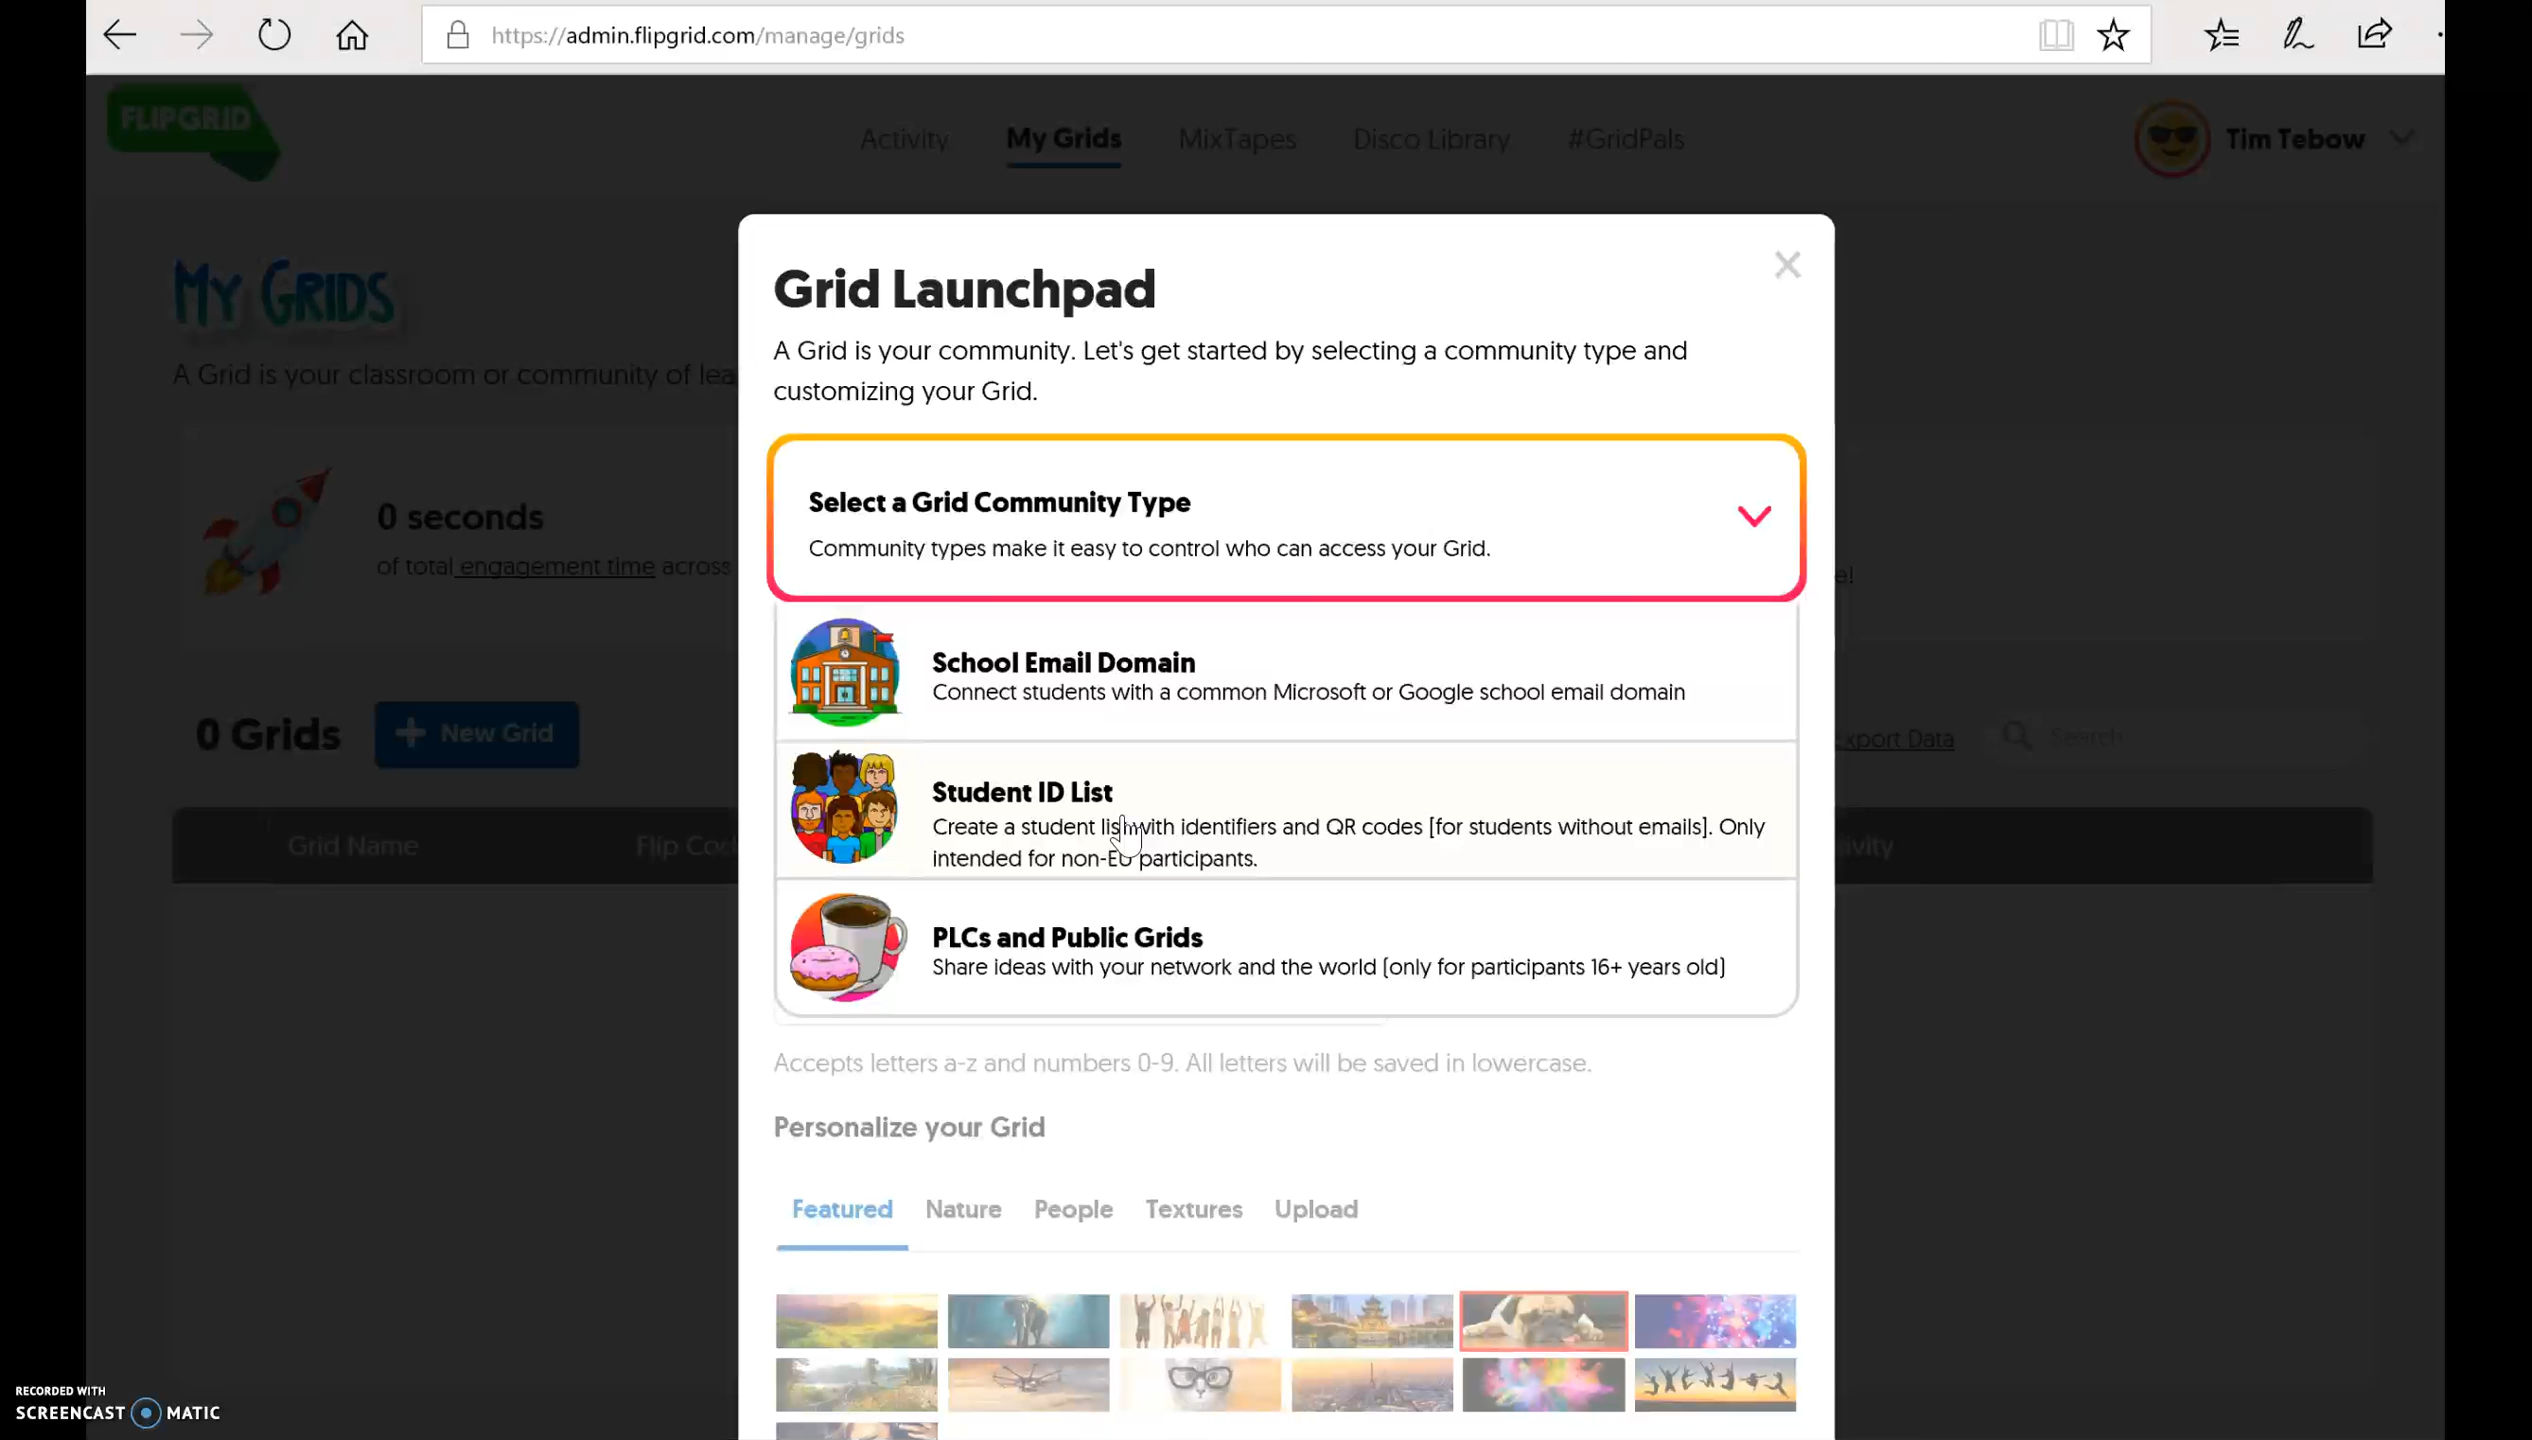 https://admin.flipgrid.com/manage/grids
FLIPGRID
Activity
My Grids
MixTapes
Disco Library
#GridPals
Tim Tebow
My Grids
A Grid is your classroom or community of lea
0 seconds
of total engagement time across
0 Grids
+ New Grid
xport Data
Search
Grid Name
Flip Cod
ivity
e!
Grid Launchpad
A Grid is your community. Let's get started by selecting a community type and
customizing your Grid.
Select a Grid Community Type
Community types make it easy to control who can access your Grid.
School Email Domain
Connect students with a common Microsoft or Google school email domain
Student ID List
Create a student list with identifiers and QR codes [for students without emails]. Only
intended for non-EU participants.
PLCs and Public Grids
Share ideas with your network and the world (only for participants 16+ years old)
Accepts letters a-z and numbers 0-9. All letters will be saved in lowercase.
Personalize your Grid
Featured
Nature
People
Textures
Upload
RECORDED WITH
SCREENCAST MATIC